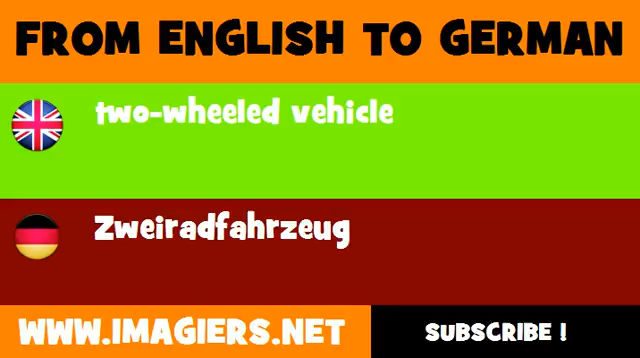 FROM ENGLISH TO GERMAN
two-wheeled vehicle
Zweiradfahrzeug
WWW.IMAGIERS.NET
SUBSCRIBE !